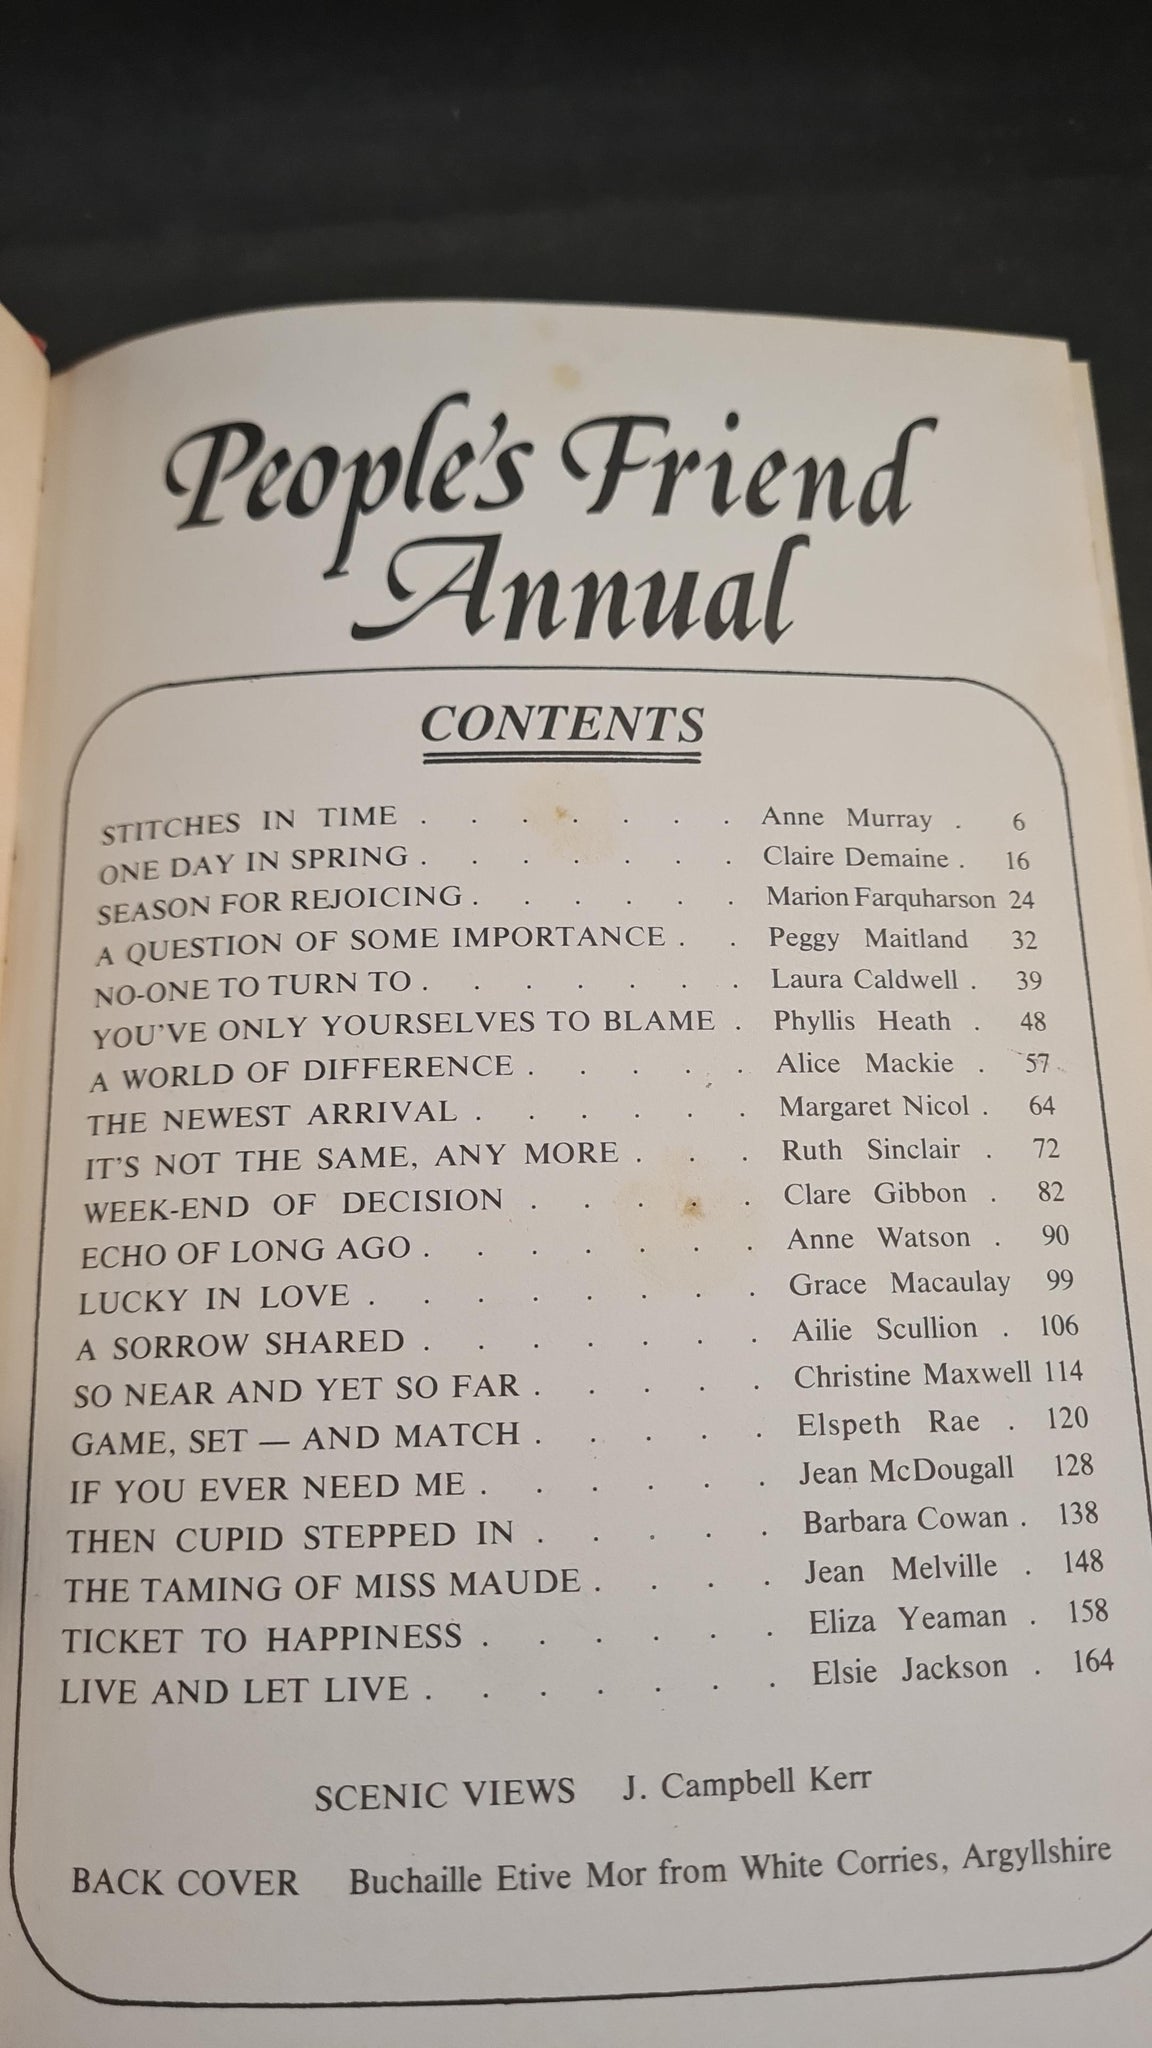 People's Friend
Annual
CONTENTS
STITCHES IN TIME . . . . . . . Anne Murray . 6
ONE DAY IN SPRING . . . . . . . Claire Demaine . 16
SEASON FOR REJOICING . . . . . . Marion Farquharson 24
A QUESTION OF SOME IMPORTANCE . . Peggy Maitland 32
NO-ONE TO TURN TO . . . . . . . Laura Caldwell . 39
YOU'VE ONLY YOURSELVES TO BLAME . Phyllis Heath . 48
A WORLD OF DIFFERENCE . . . . . Alice Mackie . 57
THE NEWEST ARRIVAL . . . . . . Margaret Nicol . 64
IT'S NOT THE SAME, ANY MORE . . . Ruth Sinclair . 72
WEEK-END OF DECISION . . . . . Clare Gibbon . 82
ECHO OF LONG AGO . . . . . . . Anne Watson . 90
LUCKY IN LOVE . . . . . . . . Grace Macaulay 99
A SORROW SHARED . . . . . . . Ailie Scullion . 106
SO NEAR AND YET SO FAR . . . . . Christine Maxwell 114
GAME, SET — AND MATCH . . . . . Elspeth Rae . 120
IF YOU EVER NEED ME . . . . . . Jean McDougall 128
THEN CUPID STEPPED IN . . . . . Barbara Cowan . 138
THE TAMING OF MISS MAUDE . . . . Jean Melville . 148
TICKET TO HAPPINESS . . . . . . Eliza Yeaman . 158
LIVE AND LET LIVE . . . . . . . Elsie Jackson . 164
SCENIC VIEWS J. Campbell Kerr
BACK COVER Buchaille Etive Mor from White Corries, Argyllshire